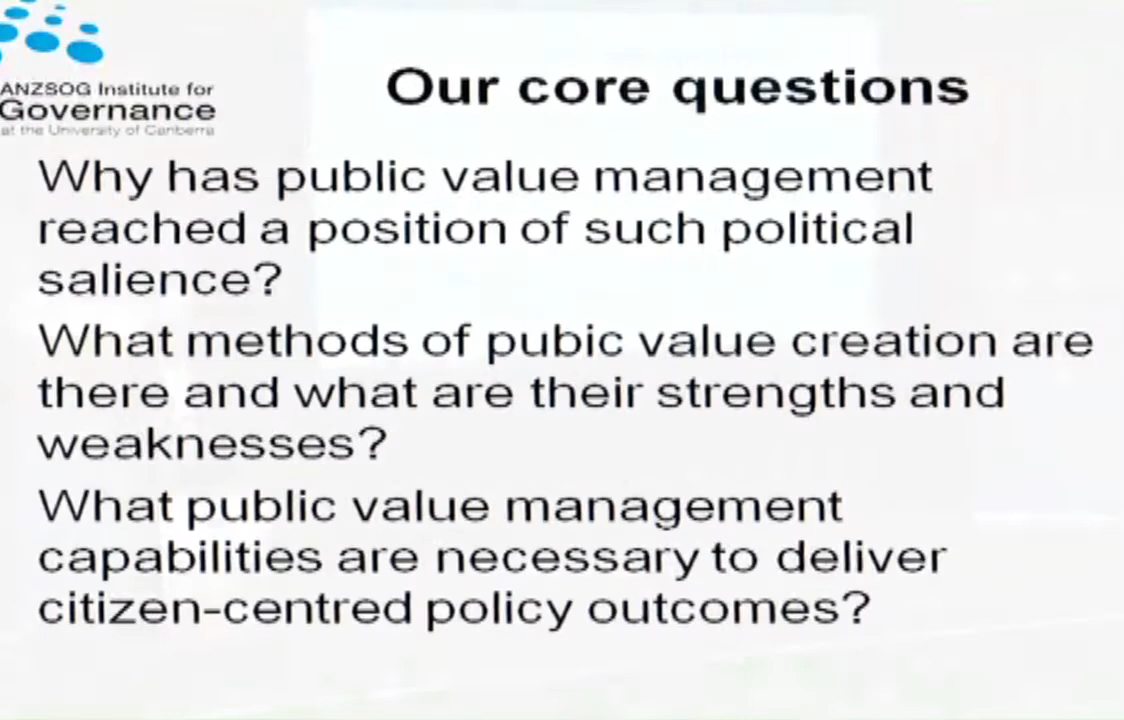 ANZSOG Institute for
Governance
at the University of Canberra
Our core questions
Why has public value management
reached a position of such political
salience?
What methods of pubic value creation are
there and what are their strengths and
weaknesses?
What public value management
capabilities are necessary to deliver
citizen-centred policy outcomes?